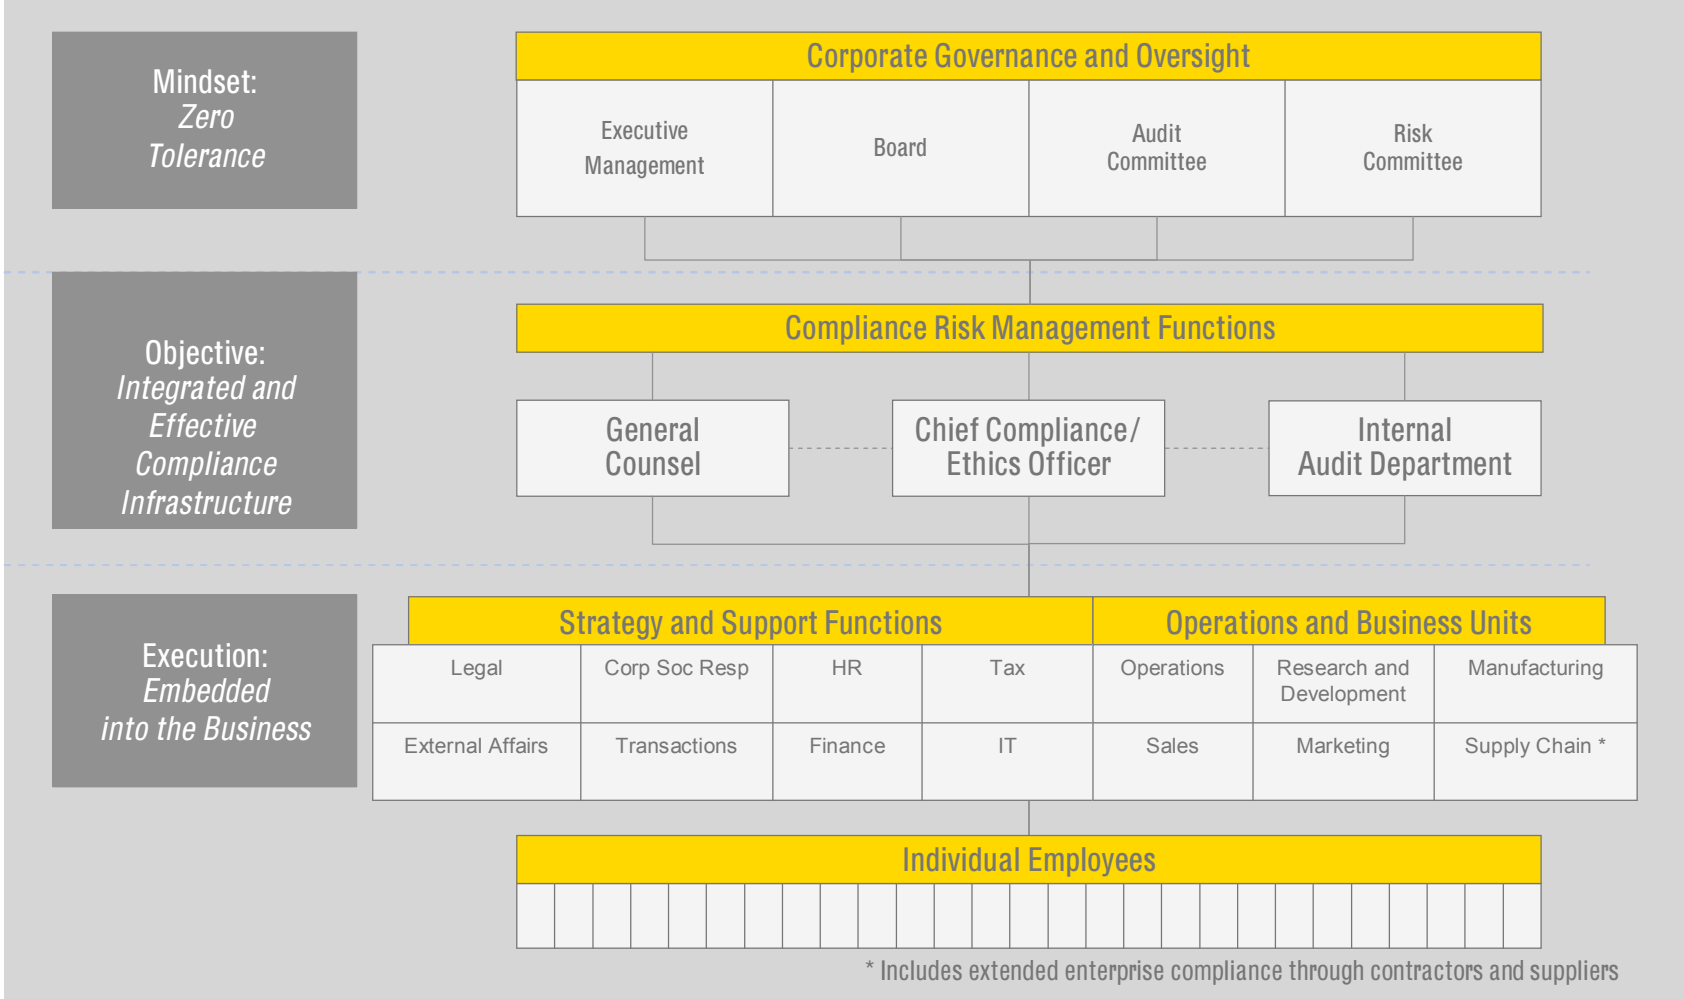 Mindset:
Zero
Tolerance
Corporate Governance and Oversight
Executive
Management
Board
Audit
Committee
Risk
Committee
Objective:
Integrated and
Effective
Compliance
Infrastructure
Compliance Risk Management Functions
General
Counsel
Chief Compliance/
Ethics Officer
Internal
Audit Department
Execution:
Embedded
into the Business
Strategy and Support Functions
Operations and Business Units
Legal
Corp Soc Resp
HR
Tax
Operations
Research and
Development
Manufacturing
External Affairs
Transactions
Finance
IT
Sales
Marketing
Supply Chain *
Individual Employees
* Includes extended enterprise compliance through contractors and suppliers